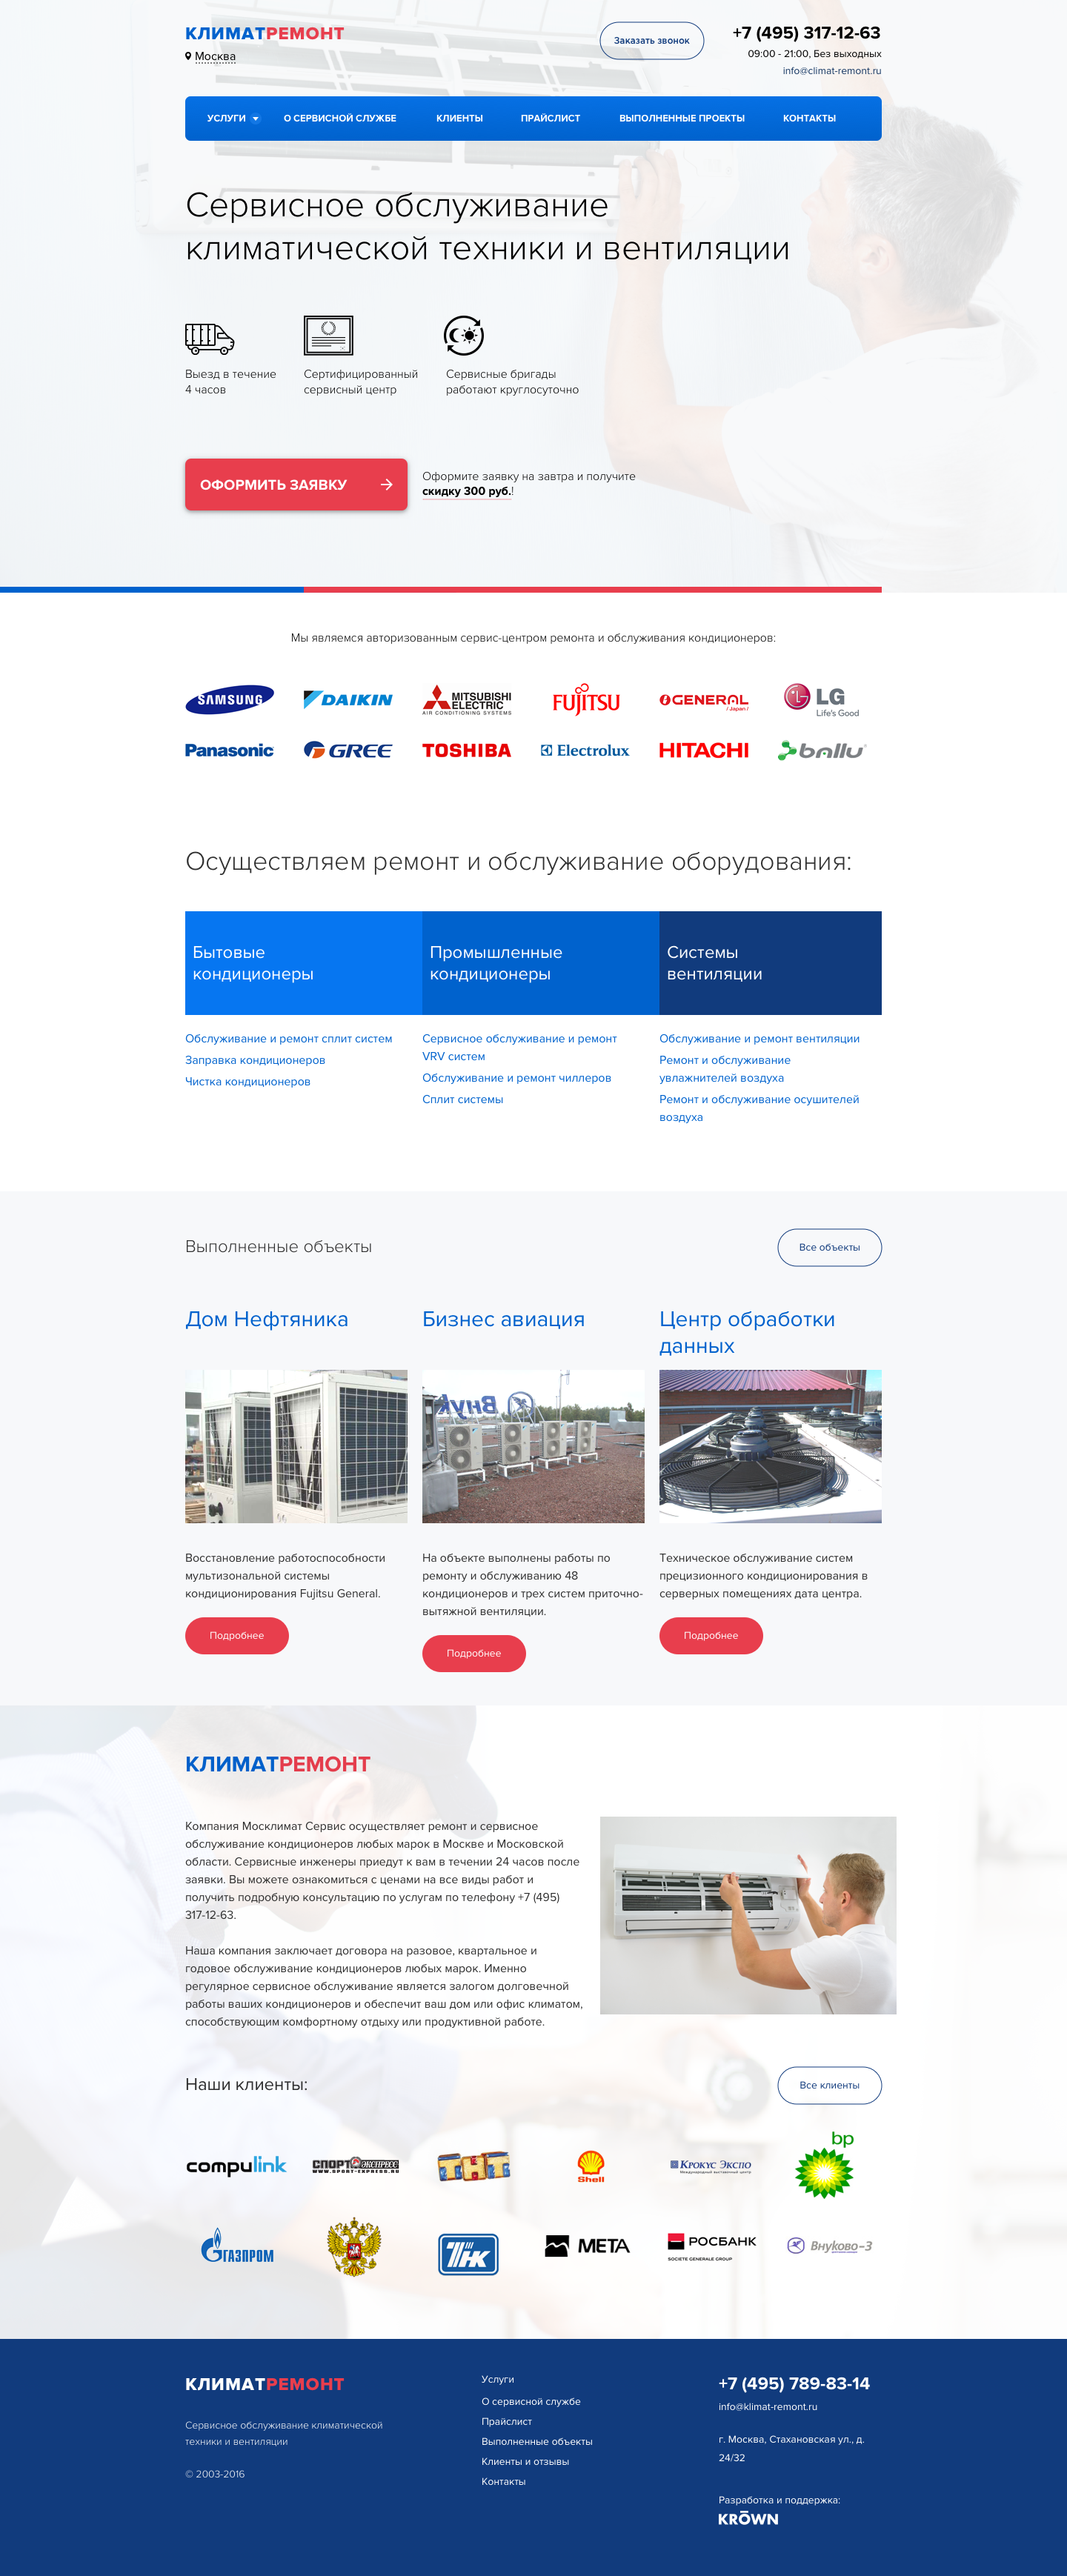 КЛИМАТРЕМОНТ
Москва
Заказать звонок
+7 (495) 317-12-63
09:00 - 21:00, Без выходных
info@climat-remont.ru
УСЛУГИ
О СЕРВИСНОЙ СЛУЖБЕ
КЛИЕНТЫ
ПРАЙСЛИСТ
ВЫПОЛНЕННЫЕ ПРОЕКТЫ
КОНТАКТЫ
Сервисное обслуживание
климатической техники и вентиляции
Выезд в течение
4 часов
Сертифицированный
сервисный центр
Сервисные бригады
работают круглосуточно
ОФОРМИТЬ ЗАЯВКУ
Оформите заявку на завтра и получите
скидку 300 руб.!
Мы являемся авторизованным сервис-центром ремонта и обслуживания кондиционеров:
SAMSUNG
DAIKIN
MITSUBISHI
ELECTRIC
AIR CONDITIONING SYSTEMS
FUJITSU
GENERAL
/ Japan /
LG
Life's Good
Panasonic
GREE
TOSHIBA
Electrolux
HITACHI
ballu
Осуществляем ремонт и обслуживание оборудования:
Бытовые
кондиционеры
Промышленные
кондиционеры
Системы
вентиляции
Обслуживание и ремонт сплит систем
Заправка кондиционеров
Чистка кондиционеров
Сервисное обслуживание и ремонт
VRV систем
Обслуживание и ремонт чиллеров
Сплит системы
Обслуживание и ремонт вентиляции
Ремонт и обслуживание
увлажнителей воздуха
Ремонт и обслуживание осушителей
воздуха
Выполненные объекты
Все объекты
Дом Нефтяника
Бизнес авиация
Центр обработки
данных
Внук
Восстановление работоспособности
мультизональной системы
кондиционирования Fujitsu General.
Подробнее
На объекте выполнены работы по
ремонту и обслуживанию 48
кондиционеров и трех систем приточно-
вытяжной вентиляции.
Подробнее
Техническое обслуживание систем
прецизионного кондиционирования в
серверных помещениях дата центра.
Подробнее
КЛИМАТРЕМОНТ
Компания Москлимат Сервис осуществляет ремонт и сервисное
обслуживание кондиционеров любых марок в Москве и Московской
области. Сервисные инженеры приедут к вам в течении 24 часов после
заявки. Вы можете ознакомиться с ценами на все виды работ и
получить подробную консультацию по услугам по телефону +7 (495)
317-12-63.
Наша компания заключает договора на разовое, квартальное и
годовое обслуживание кондиционеров любых марок. Именно
регулярное сервисное обслуживание является залогом долговечной
работы ваших кондиционеров и обеспечит ваш дом или офис климатом,
способствующим комфортному отдыху или продуктивной работе.
Наши клиенты:
Все клиенты
compulink
СПОРТ ЭКСПРЕСС
WWW.SPORT-EXPRESS.RU
Shell
КРОКУС ЭКСПО
Международный выставочный центр
bp
ГАЗПРОМ
ТНК
МЕТА
РОСБАНК
SOCIETE GENERALE GROUP
Внуково-3
КЛИМАТРЕМОНТ
Сервисное обслуживание климатической
техники и вентиляции
© 2003-2016
Услуги
О сервисной службе
Прайслист
Выполненные объекты
Клиенты и отзывы
Контакты
+7 (495) 789-83-14
info@klimat-remont.ru
г. Москва, Стахановская ул., д.
24/32
Разработка и поддержка:
KRŌWN